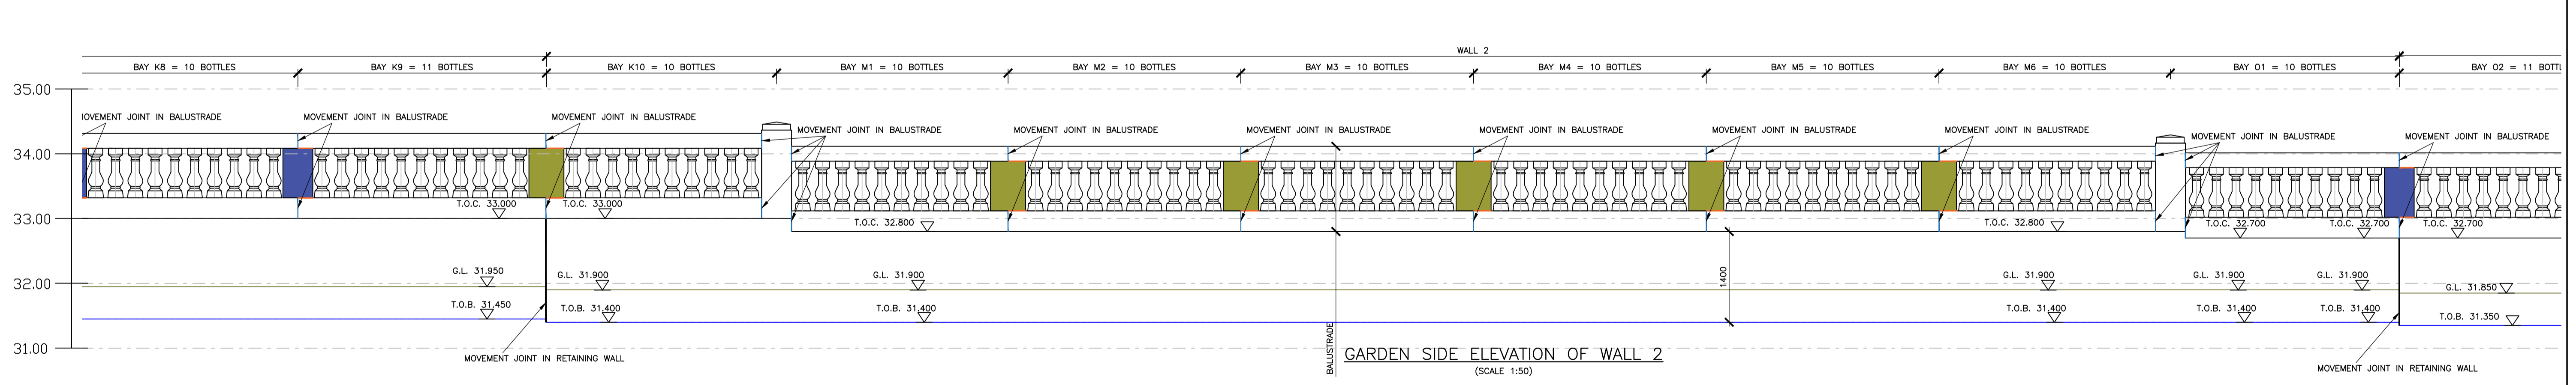 WALL 2
BAY K8 = 10 BOTTLES
BAY K9 = 11 BOTTLES
BAY K10 = 10 BOTTLES
BAY M1 = 10 BOTTLES
BAY M2 = 10 BOTTLES
BAY M3 = 10 BOTTLES
BAY M4 = 10 BOTTLES
BAY M5 = 10 BOTTLES
BAY M6 = 10 BOTTLES
BAY O1 = 10 BOTTLES
BAY O2 = 11 BOTTL
35.00
OVEMENT JOINT IN BALUSTRADE
MOVEMENT JOINT IN BALUSTRADE
MOVEMENT JOINT IN BALUSTRADE
MOVEMENT JOINT IN BALUSTRADE
MOVEMENT JOINT IN BALUSTRADE
MOVEMENT JOINT IN BALUSTRADE
MOVEMENT JOINT IN BALUSTRADE
MOVEMENT JOINT IN BALUSTRADE
MOVEMENT JOINT IN BALUSTRADE
MOVEMENT JOINT IN BALUSTRADE
MOVEMENT JOINT IN BALUSTRADE
34.00
T.O.C. 33.000
T.O.C. 33.000
33.00
T.O.C. 32.800
T.O.C. 32.800
T.O.C. 32.700
T.O.C. 32.700
T.O.C. 32.700
G.L. 31.950
G.L. 31.900
G.L. 31.900
1400
G.L. 31.900
G.L. 31.900
G.L. 31.900
G.L. 31.850
32.00
T.O.B. 31.450
T.O.B. 31.400
T.O.B. 31.400
T.O.B. 31.400
T.O.B. 31.400
T.O.B. 31.400
T.O.B. 31.350
31.00
MOVEMENT JOINT IN RETAINING WALL
BALUSTRADE
GARDEN SIDE ELEVATION OF WALL 2
(SCALE 1:50)
MOVEMENT JOINT IN RETAINING WALL